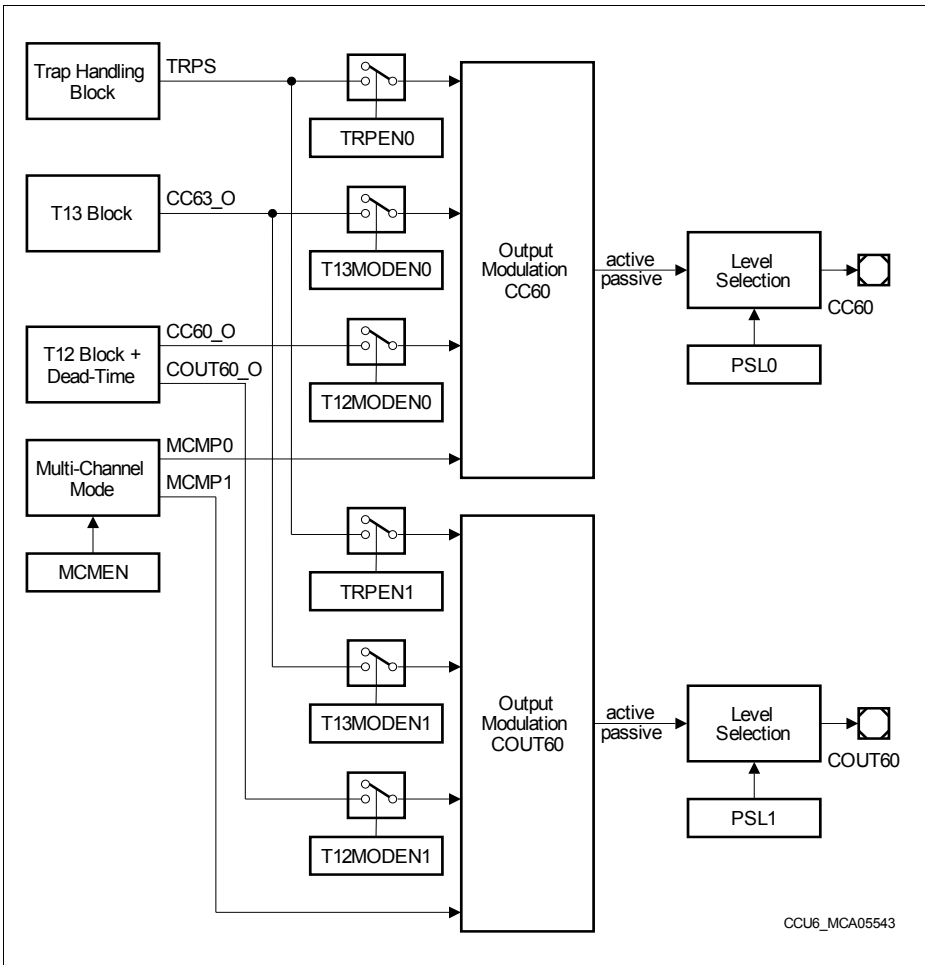 Trap Handling
Block
TRPS
TRPEN0
T13 Block
CC63_O
T13MODEN0
T12 Block +
Dead-Time
CC60_O
COUT60_O
T12MODEN0
Multi-Channel
Mode
MCMP0
MCMP1
MCMEN
Output
Modulation
CC60
active
passive
Level
Selection
CC60
PSL0
TRPEN1
T13MODEN1
T12MODEN1
Output
Modulation
COUT60
active
passive
Level
Selection
COUT60
PSL1
CCU6_MCA05543